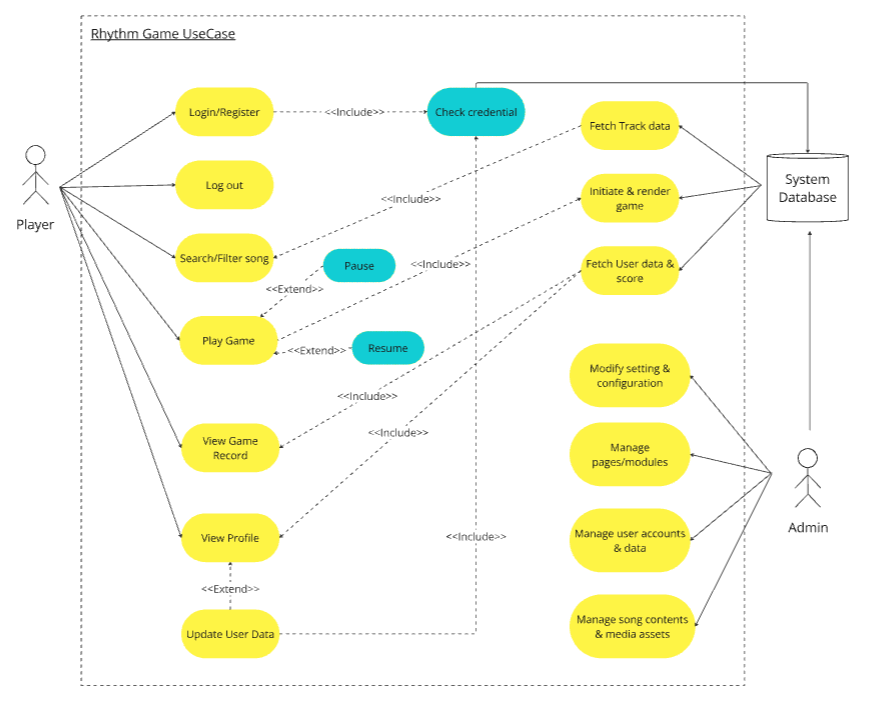 Rhythm Game UseCase
Login/Register
<<Include>>
Check credential
Fetch Track data
Log out
System
Database
Player
<<Include>>
Initiate & render
game
Search/Filter song
Pause
<<Include>>
Fetch User data &
score
<<Extend>>
Play Game
<<Extend>>
Resume
Modify setting &
configuration
<<Include>>
<<Include>>
View Game
Record
Manage
pages/modules
Admin
View Profile
<<Include>>
Manage user accounts
& data
<<Extend>>
Update User Data
Manage song contents
& media assets